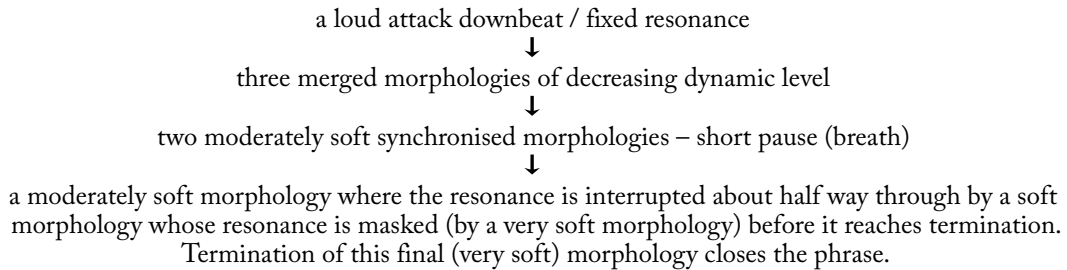 a loud attack downbeat / fixed resonance
three merged morphologies of decreasing dynamic level
two moderately soft synchronised morphologies – short pause (breath)
a moderately soft morphology where the resonance is interrupted about half way through by a soft
morphology whose resonance is masked (by a very soft morphology) before it reaches termination.
Termination of this final (very soft) morphology closes the phrase.